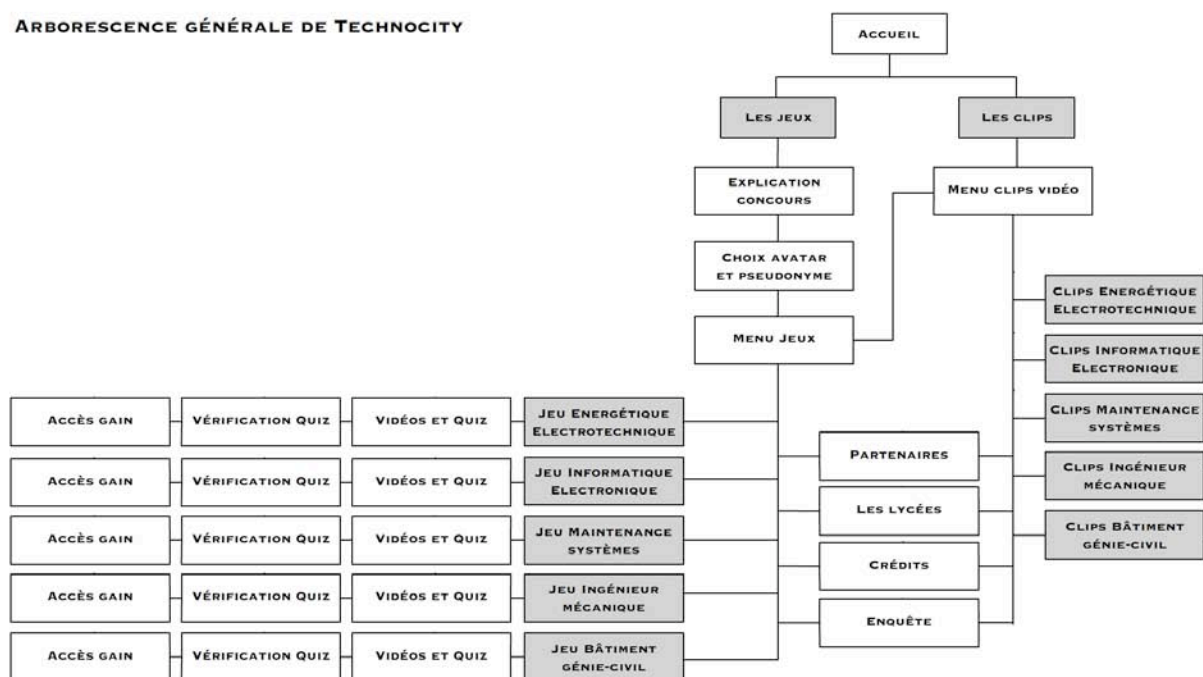 ARBORESCENCE GÉNÉRALE DE TECHNOCITY
ACCUEIL
LES JEUX
LES CLIPS
EXPLICATION
CONCOURS
MENU CLIPS VIDÉO
CHOIX AVATAR
ET PSEUDONYME
MENU JEUX
CLIPS ENERGÉTIQUE
ELECTROTECHNIQUE
CLIPS INFORMATIQUE
ELECTRONIQUE
CLIPS MAINTENANCE
SYSTÈMES
CLIPS INGÉNIEUR
MÉCANIQUE
CLIPS BÂTIMENT
GÉNIE-CIVIL
ACCÈS GAIN
VÉRIFICATION QUIZ
VIDÉOS ET QUIZ
JEU ENERGÉTIQUE
ELECTROTECHNIQUE
ACCÈS GAIN
VÉRIFICATION QUIZ
VIDÉOS ET QUIZ
JEU INFORMATIQUE
ELECTRONIQUE
ACCÈS GAIN
VÉRIFICATION QUIZ
VIDÉOS ET QUIZ
JEU MAINTENANCE
SYSTÈMES
ACCÈS GAIN
VÉRIFICATION QUIZ
VIDÉOS ET QUIZ
JEU INGÉNIEUR
MÉCANIQUE
ACCÈS GAIN
VÉRIFICATION QUIZ
VIDÉOS ET QUIZ
JEU BÂTIMENT
GÉNIE-CIVIL
PARTENAIRES
LES LYCÉES
CRÉDITS
ENQUÊTE